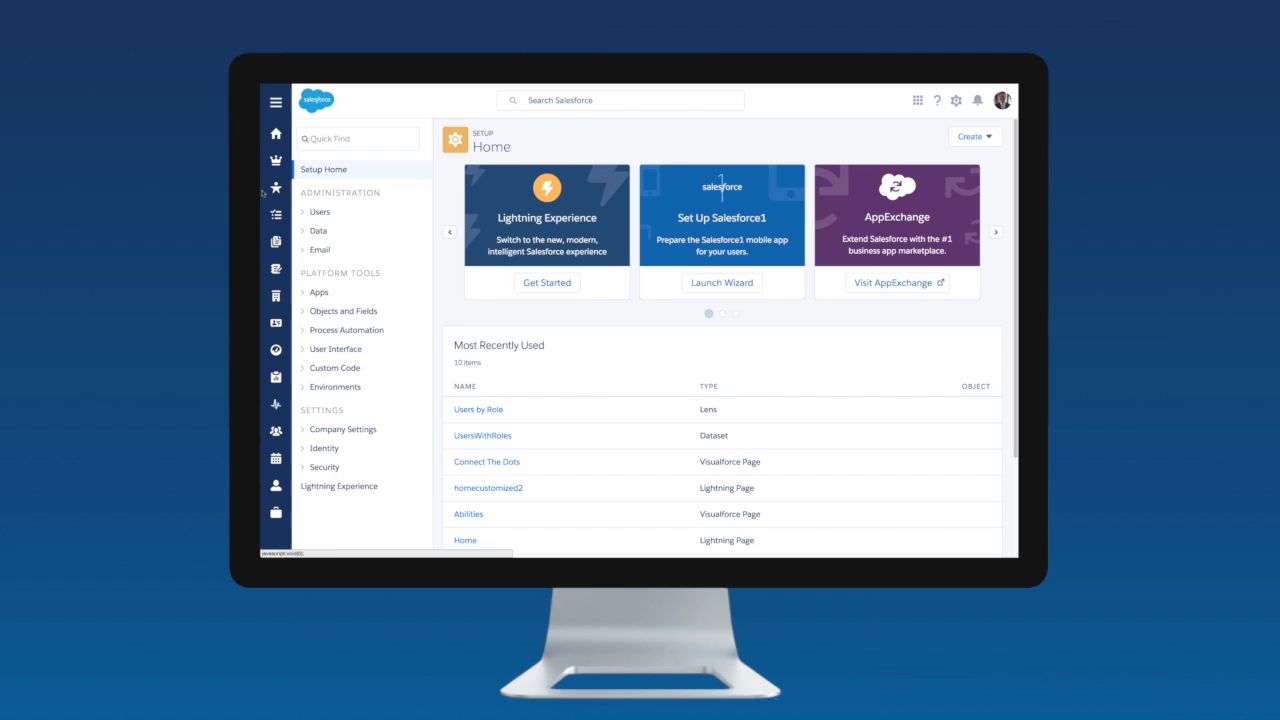 salesforce
Search Salesforce
Quick Find
Setup Home
ADMINISTRATION
Users
Data
Email
PLATFORM TOOLS
Apps
Objects and Fields
Process Automation
User Interface
Custom Code
Environments
SETTINGS
Company Settings
Identity
Security
Lightning Experience
SETUP
Home
Create
Lightning Experience
Switch to the new, modern,
intelligent Salesforce experience
Get Started
salesforce
1
Set Up Salesforce1
Prepare the Salesforce1 mobile app
for your users.
Launch Wizard
AppExchange
Extend Salesforce with the #1
business app marketplace.
Visit AppExchange
Most Recently Used
10 items
NAME TYPE OBJECT
Users by Role Lens
UsersWithRoles Dataset
Connect The Dots Visualforce Page
homecustomized2 Lightning Page
Abilities Visualforce Page
Home Lightning Page
javascript:void(0);